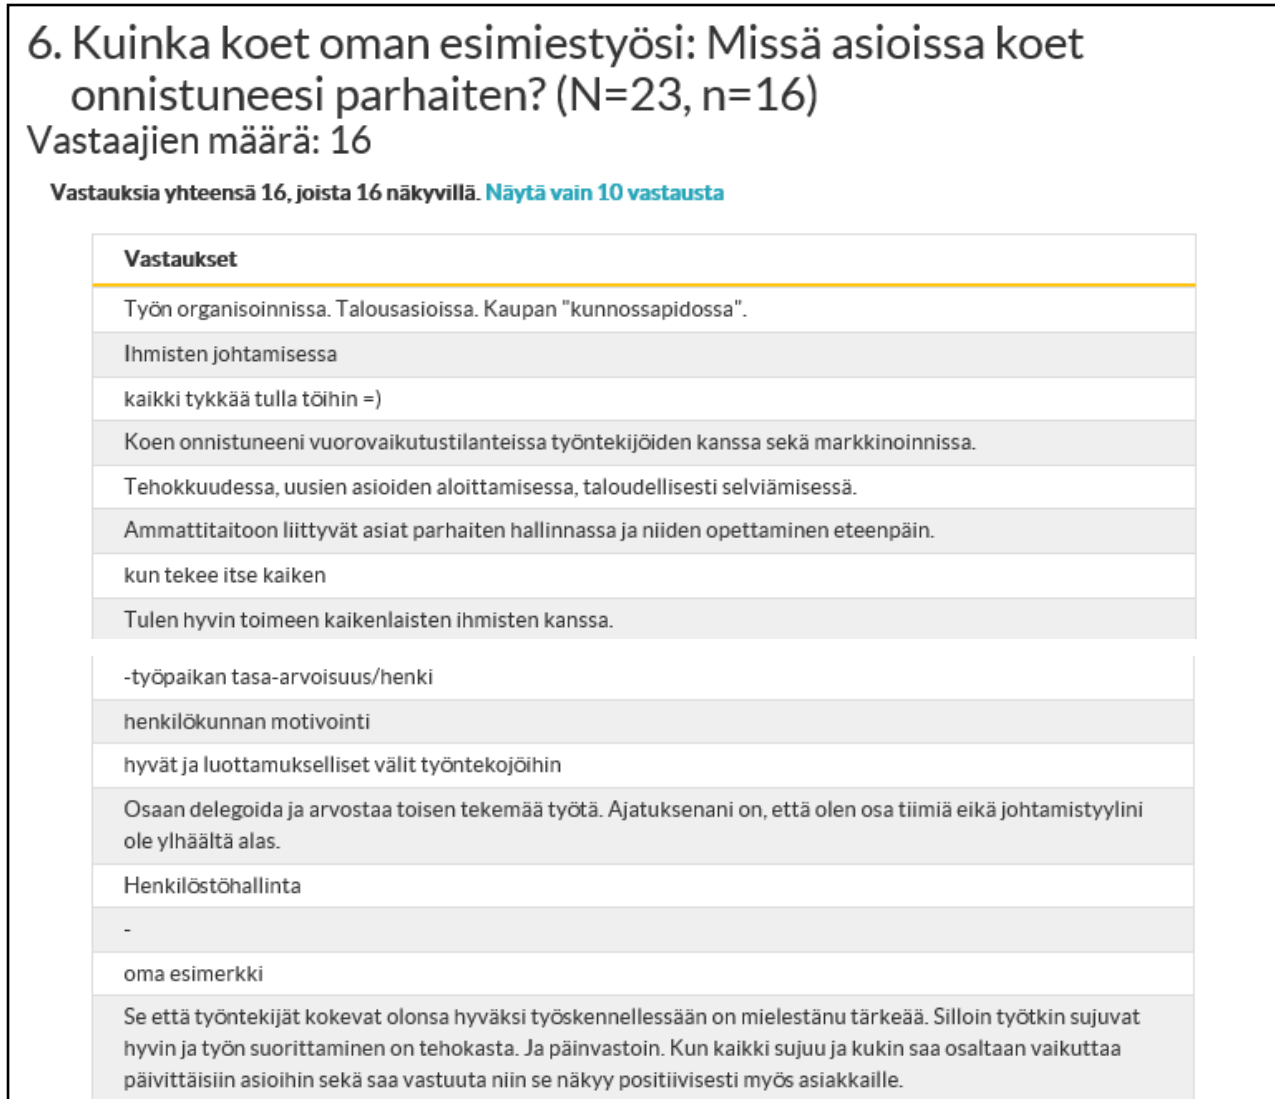 6. Kuinka koet oman esimiestyösi: Missä asioissa koet
onnistuneesi parhaiten? (N=23, n=16)
Vastaajien määrä: 16
Vastauksia yhteensä 16, joista 16 näkyvillä. Näytä vain 10 vastausta
Vastaukset
Työn organisoinnissa. Talousasioissa. Kaupan "kunnossapidossa".
Ihmisten johtamisessa
kaikki tykkää tulla töihin =)
Koen onnistuneeni vuorovaikutustilanteissa työntekijöiden kanssa sekä markkinoinnissa.
Tehokkuudessa, uusien asioiden aloittamisessa, taloudellisesti selviämisessä.
Ammattitaitoon liittyvät asiat parhaiten hallinnassa ja niiden opettaminen eteenpäin.
kun tekee itse kaiken
Tulen hyvin toimeen kaikenlaisten ihmisten kanssa.
-työpaikan tasa-arvoisuus/henki
henkilökunnan motivointi
hyvät ja luottamukselliset välit työntekojöihin
Osaan delegoida ja arvostaa toisen tekemää työtä. Ajatuksenani on, että olen osa tiimiä eikä johtamistyylini
ole ylhäältä alas.
Henkilöstöhallinta
-
oma esimerkki
Se että työntekijät kokevat olonsa hyväksi työskennellessään on mielestänu tärkeää. Silloin työtkin sujuvat
hyvin ja työn suorittaminen on tehokasta. Ja päinvastoin. Kun kaikki sujuu ja kukin saa osaltaan vaikuttaa
päivittäisiin asioihin sekä saa vastuuta niin se näkyy positiivisesti myös asiakkaille.